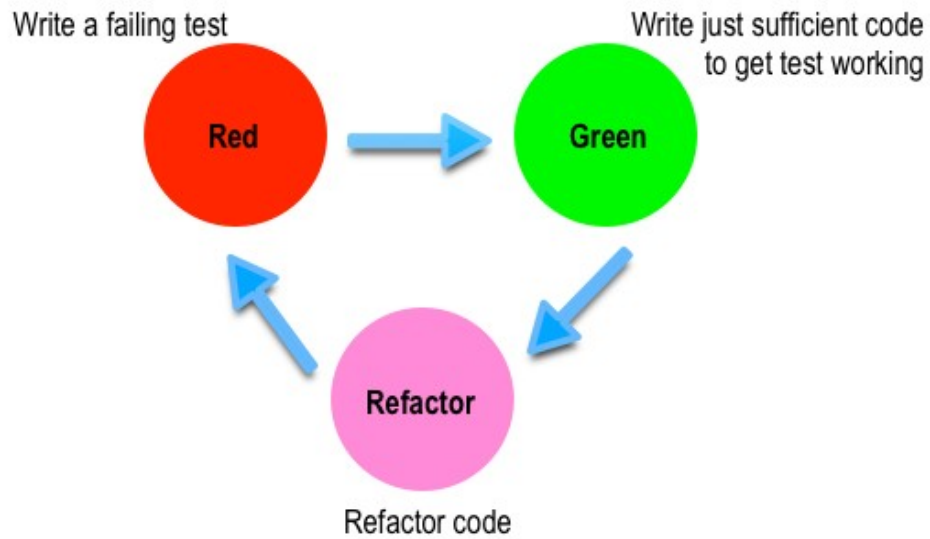 Write a failing test
Write just sufficient code
to get test working
Red
Green
Refactor
Refactor code